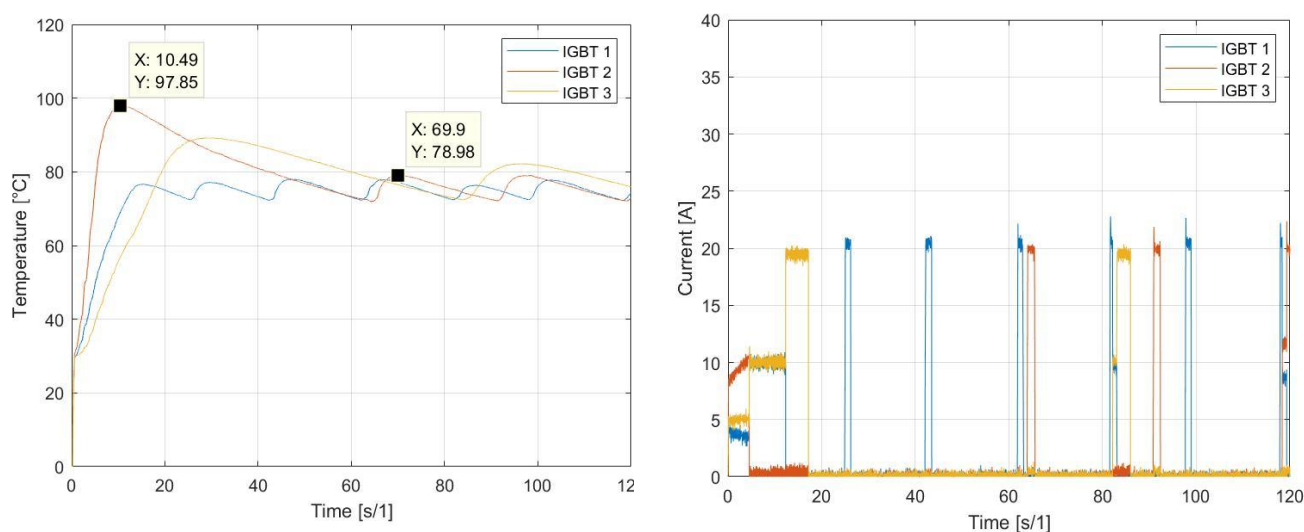 120
100
80
60
40
20
0
Temperature [°C]
0 20 40 60 80 100 120
Time [s/1]
X: 10.49
Y: 97.85
X: 69.9
Y: 78.98
IGBT 1
IGBT 2
IGBT 3
40
35
30
25
20
15
10
5
0
Current [A]
0 20 40 60 80 100 120
Time [s/1]
IGBT 1
IGBT 2
IGBT 3